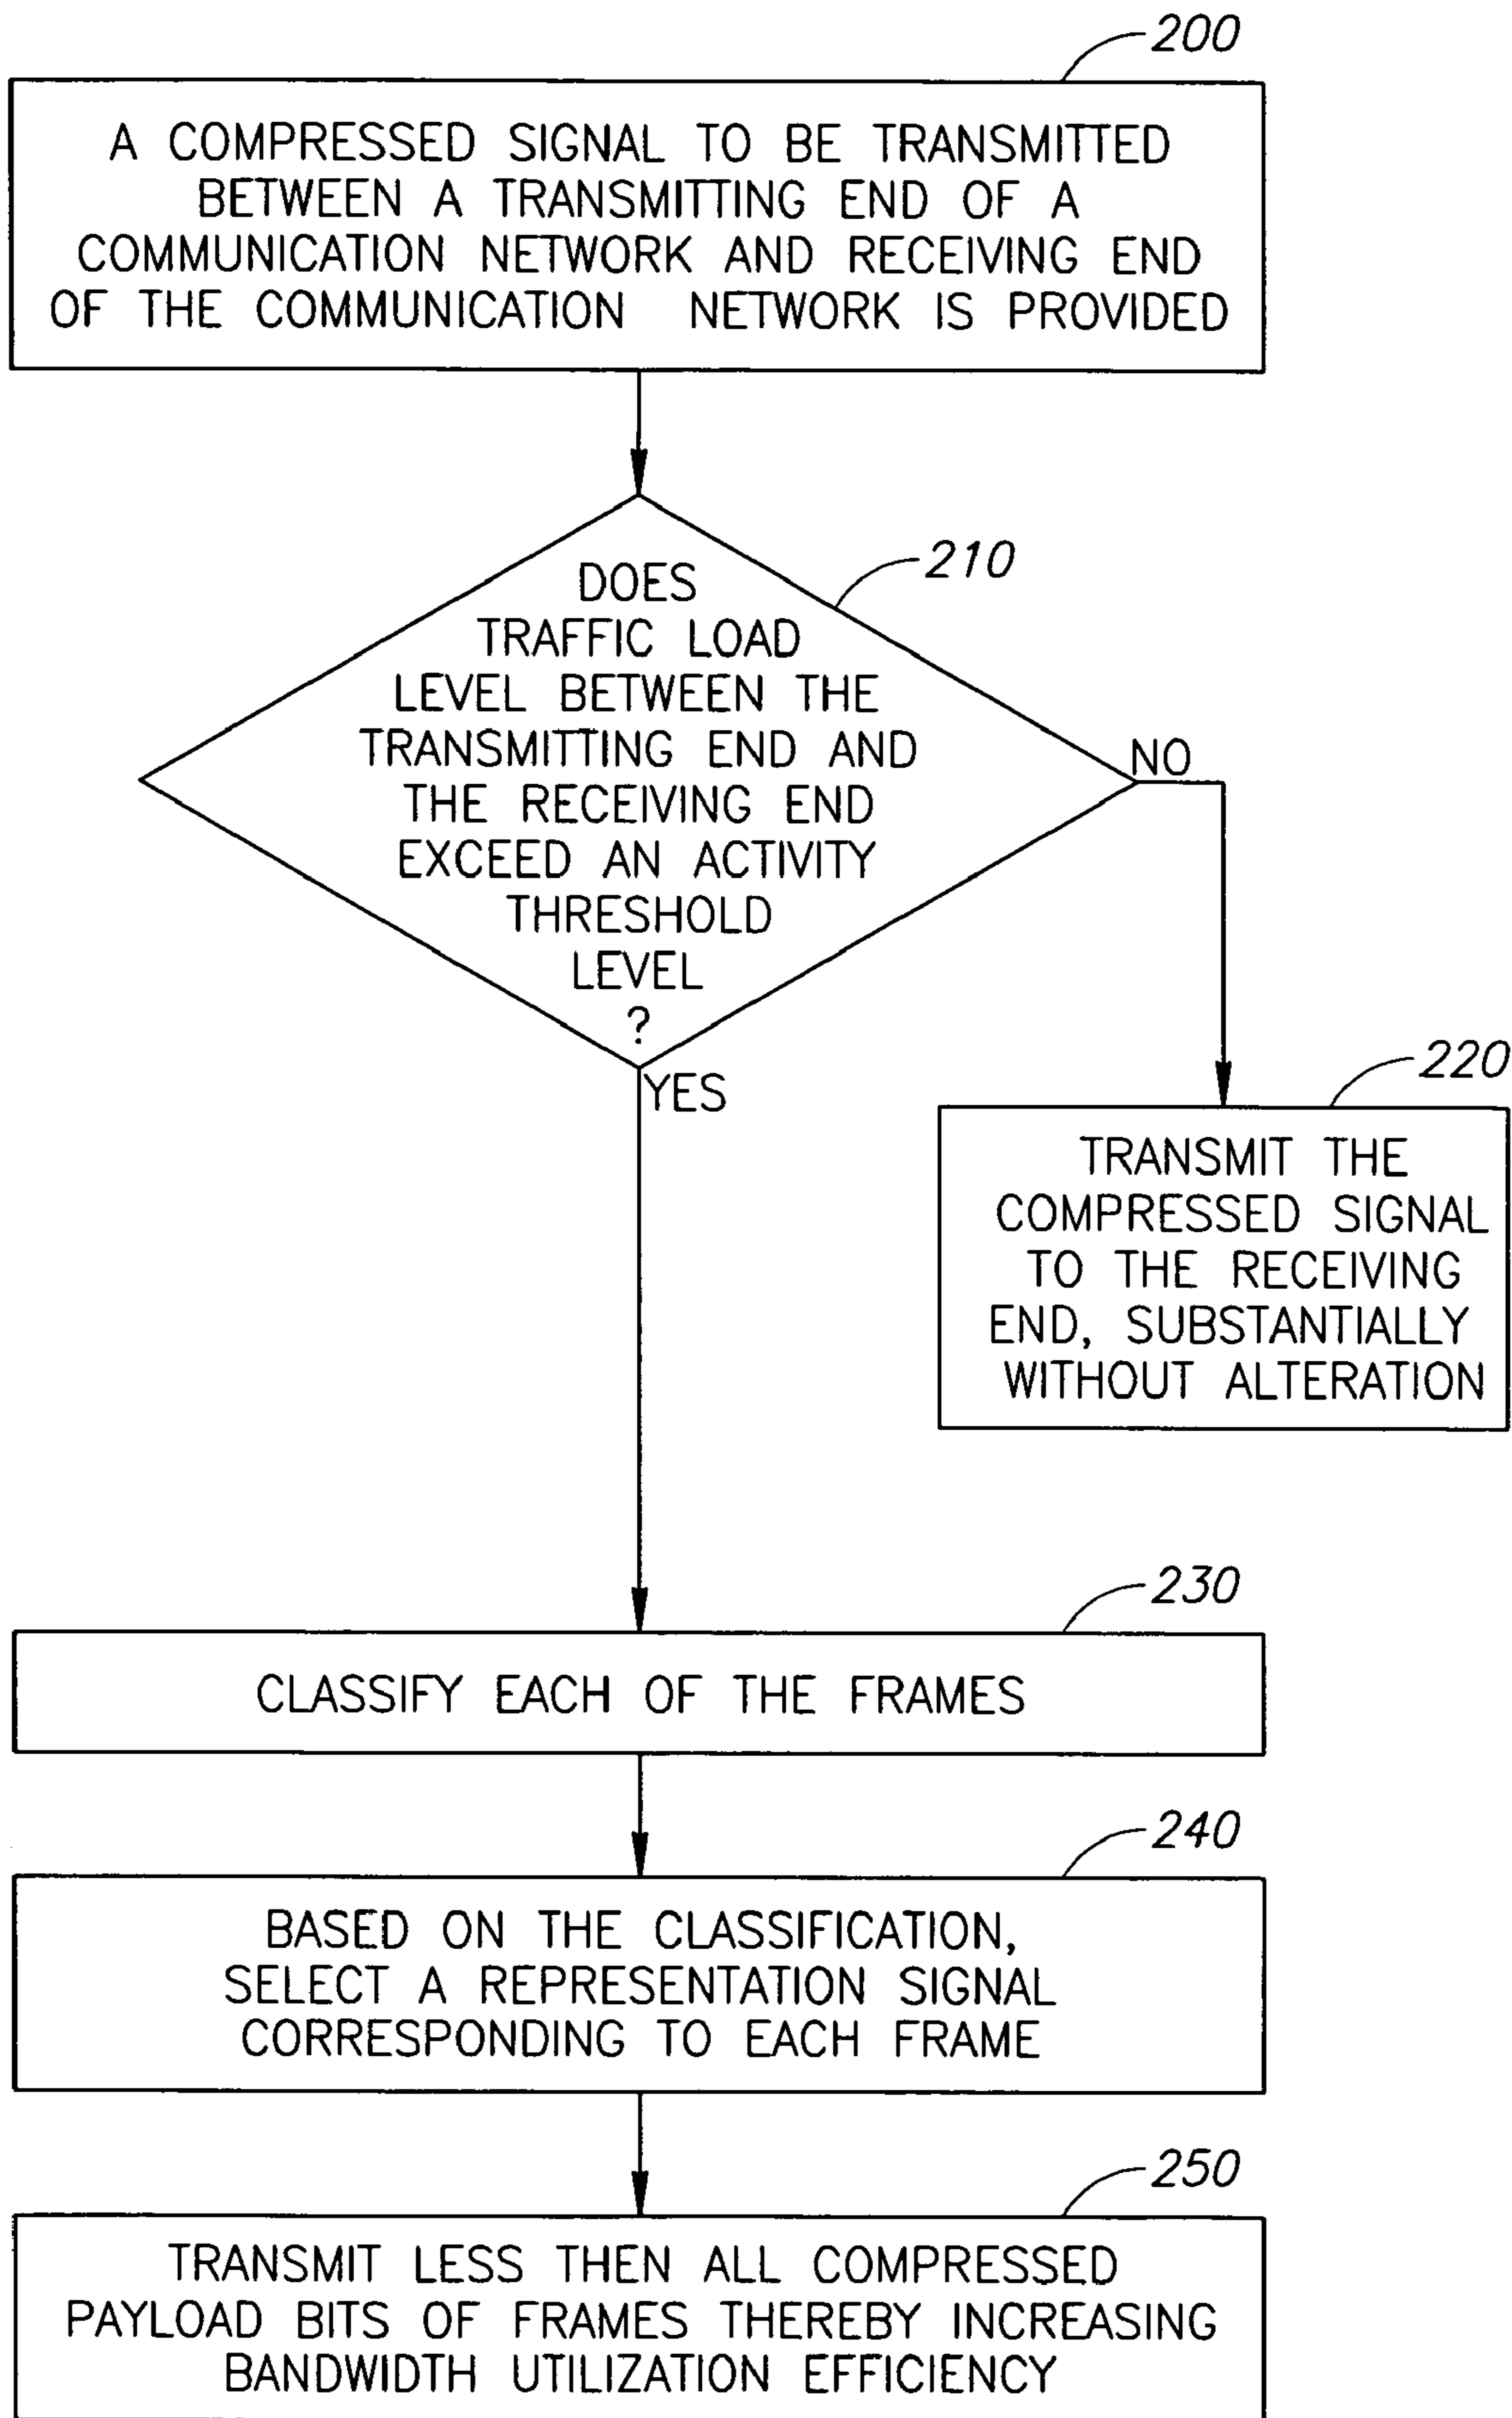 200
A COMPRESSED SIGNAL TO BE TRANSMITTED
BETWEEN A TRANSMITTING END OF A
COMMUNICATION NETWORK AND RECEIVING END
OF THE COMMUNICATION NETWORK IS PROVIDED
210
DOES
TRAFFIC LOAD
LEVEL BETWEEN THE
TRANSMITTING END AND
THE RECEIVING END
EXCEED AN ACTIVITY
THRESHOLD
LEVEL
?
NO
YES
220
TRANSMIT THE
COMPRESSED SIGNAL
TO THE RECEIVING
END, SUBSTANTIALLY
WITHOUT ALTERATION
230
CLASSIFY EACH OF THE FRAMES
240
BASED ON THE CLASSIFICATION,
SELECT A REPRESENTATION SIGNAL
CORRESPONDING TO EACH FRAME
250
TRANSMIT LESS THEN ALL COMPRESSED
PAYLOAD BITS OF FRAMES THEREBY INCREASING
BANDWIDTH UTILIZATION EFFICIENCY